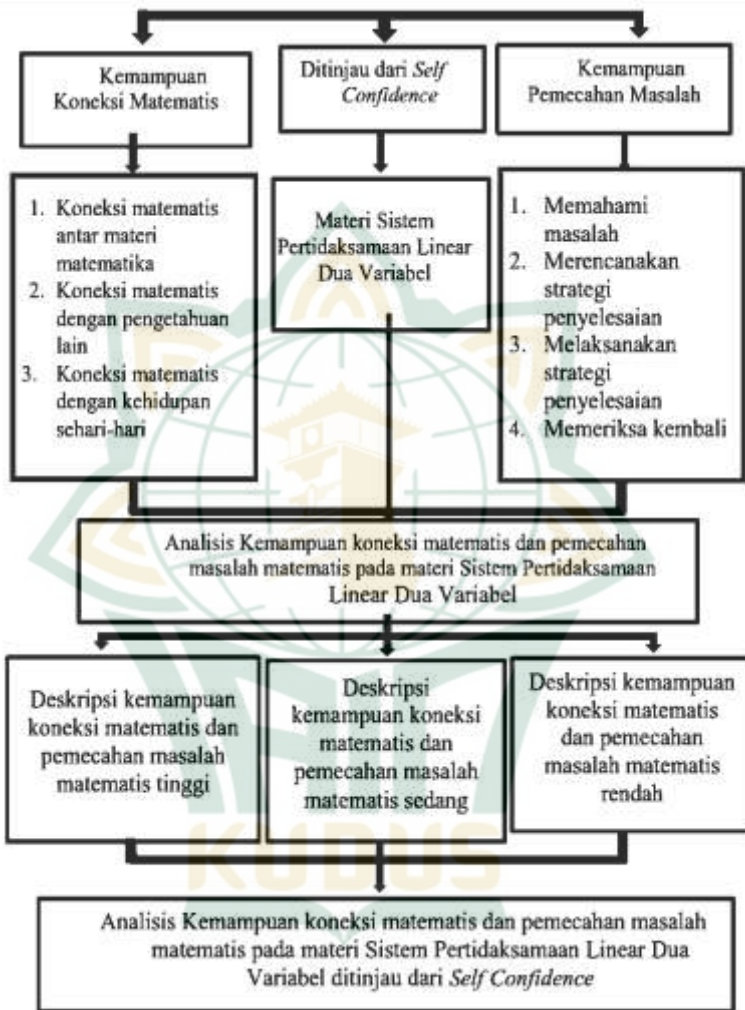 Kemampuan
Koneksi Matematis
Ditinjau dari Self
Confidence
Kemampuan
Pemecahan Masalah
1. Koneksi matematis
antar materi
matematika
2. Koneksi matematis
dengan pengetahuan
lain
3. Koneksi matematis
dengan kehidupan
sehari-hari
Materi Sistem
Pertidaksamaan Linear
Dua Variabel
1. Memahami
masalah
2. Merencanakan
strategi
penyelesaian
3. Melaksanakan
strategi
penyelesaian
4. Memeriksa kembali
Analisis Kemampuan koneksi matematis dan pemecahan
masalah matematis pada materi Sistem Pertidaksamaan
Linear Dua Variabel
Deskripsi kemampuan
koneksi matematis dan
pemecahan masalah
matematis tinggi
Deskripsi
kemampuan koneksi
matematis dan
pemecahan masalah
matematis sedang
Deskripsi kemampuan
koneksi matematis
dan pemecahan
masalah matematis
rendah
KUDUS
Analisis Kemampuan koneksi matematis dan pemecahan masalah
matematis pada materi Sistem Pertidaksamaan Linear Dua
Variabel ditinjau dari Self Confidence